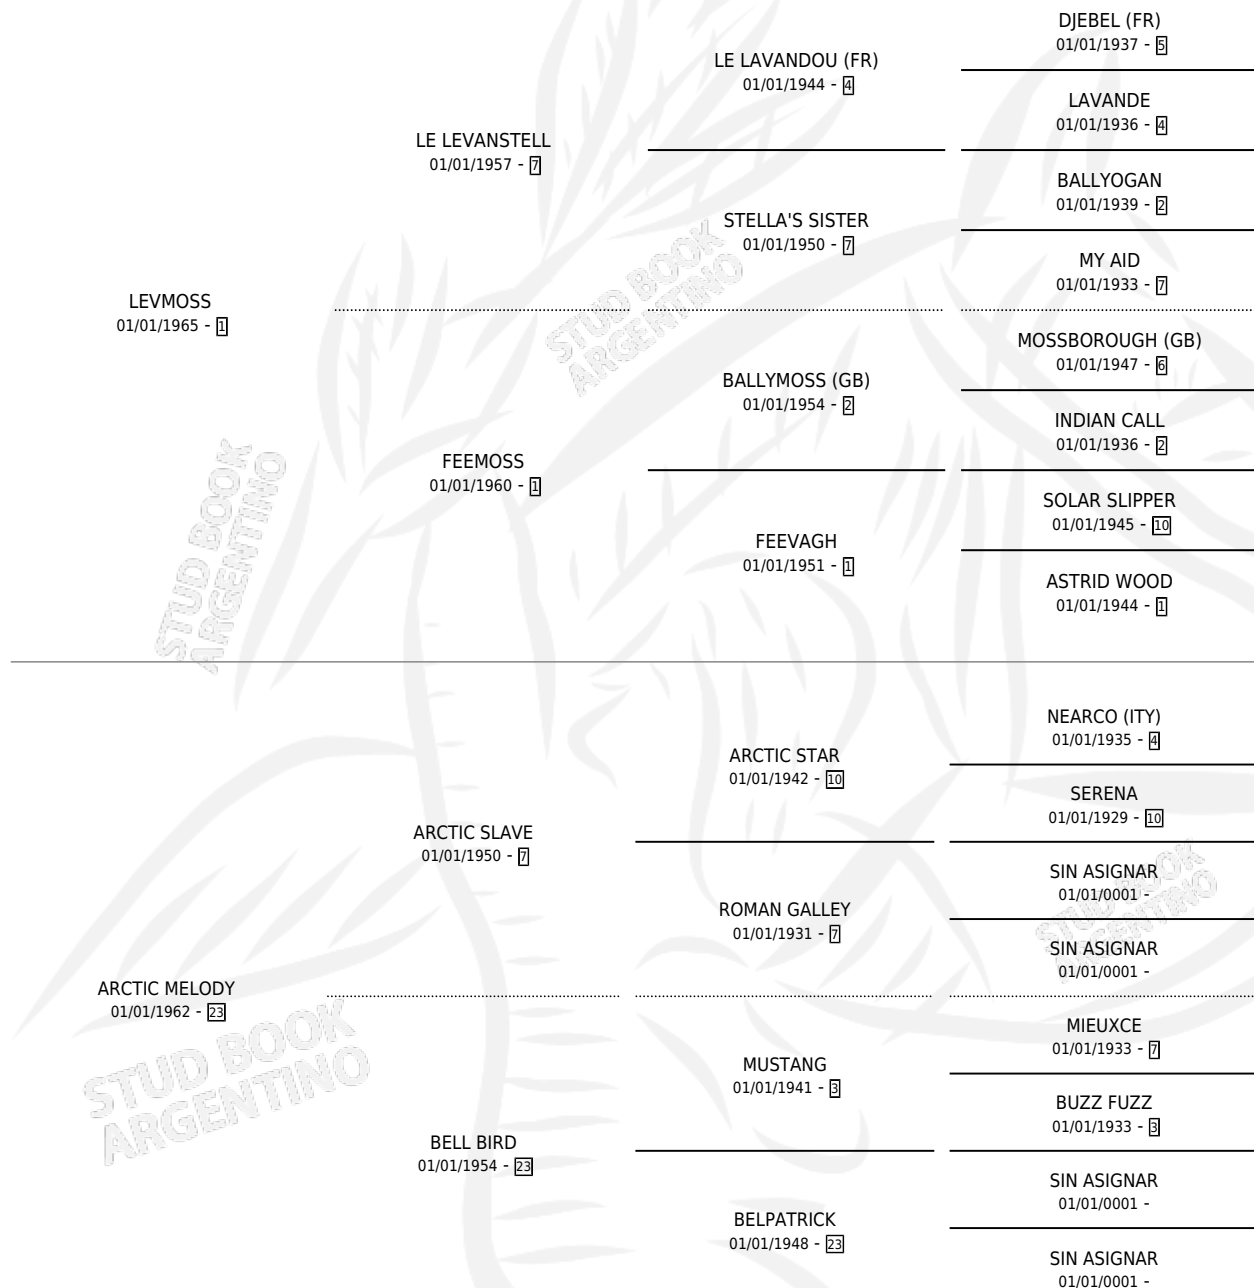 DJEBEL (FR)
01/01/1937 - 5
LE LAVANDOU (FR)
01/01/1944 - 4
LAVANDE
01/01/1936 - 4
LE LEVANSTELL
01/01/1957 - 7
BALLYOGAN
01/01/1939 - 2
STELLA'S SISTER
01/01/1950 - 7
MY AID
01/01/1933 - 7
LEVMOSS
01/01/1965 - 1
MOSSBOROUGH (GB)
01/01/1947 - 6
BALLYMOSS (GB)
01/01/1954 - 2
INDIAN CALL
01/01/1936 - 2
FEEMOSS
01/01/1960 - 1
SOLAR SLIPPER
01/01/1945 - 10
FEEVAGH
01/01/1951 - 1
ASTRID WOOD
01/01/1944 - 1
NEARCO (ITY)
01/01/1935 - 4
ARCTIC STAR
01/01/1942 - 10
SERENA
01/01/1929 - 10
ARCTIC SLAVE
01/01/1950 - 7
SIN ASIGNAR
01/01/0001 -
ROMAN GALLEY
01/01/1931 - 7
SIN ASIGNAR
01/01/0001 -
ARCTIC MELODY
01/01/1962 - 23
MIEUXCE
01/01/1933 - 7
MUSTANG
01/01/1941 - 3
BUZZ FUZZ
01/01/1933 - 3
BELL BIRD
01/01/1954 - 23
SIN ASIGNAR
01/01/0001 -
BELPATRICK
01/01/1948 - 23
SIN ASIGNAR
01/01/0001 -
STUD BOOK
ARGENTINO
STUD BOOK
ARGENTINO
STUD BOOK
ARGENTINO
STUD BOOK
ARGENTINO